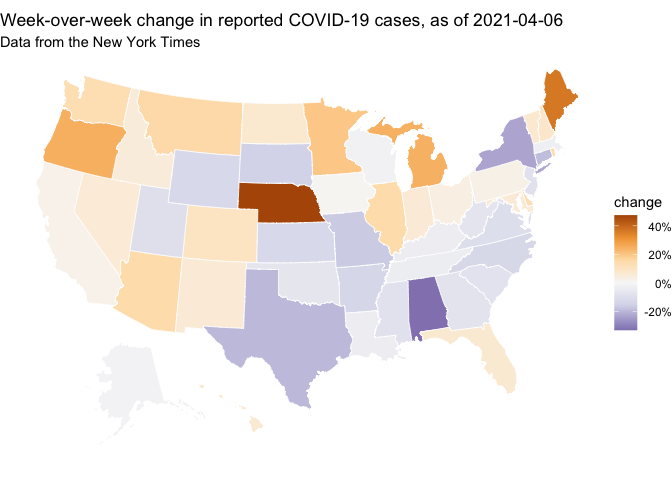 Week-over-week change in reported COVID-19 cases, as of 2021-04-06
Data from the New York Times
change
40%
20%
0%
-20%